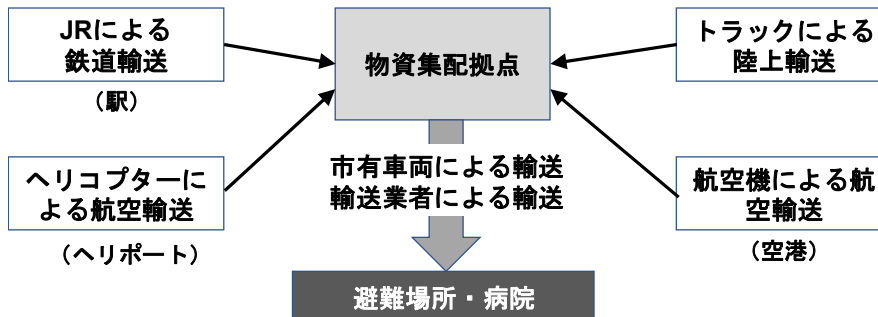 JRによる
鉄道輸送
（駅）
物資集配拠点
トラックによる
陸上輸送
ヘリコプターに
よる航空輸送
（ヘリポート）
市有車両による輸送
輸送業者による輸送
航空機による航
空輸送
（空港）
避難場所・病院